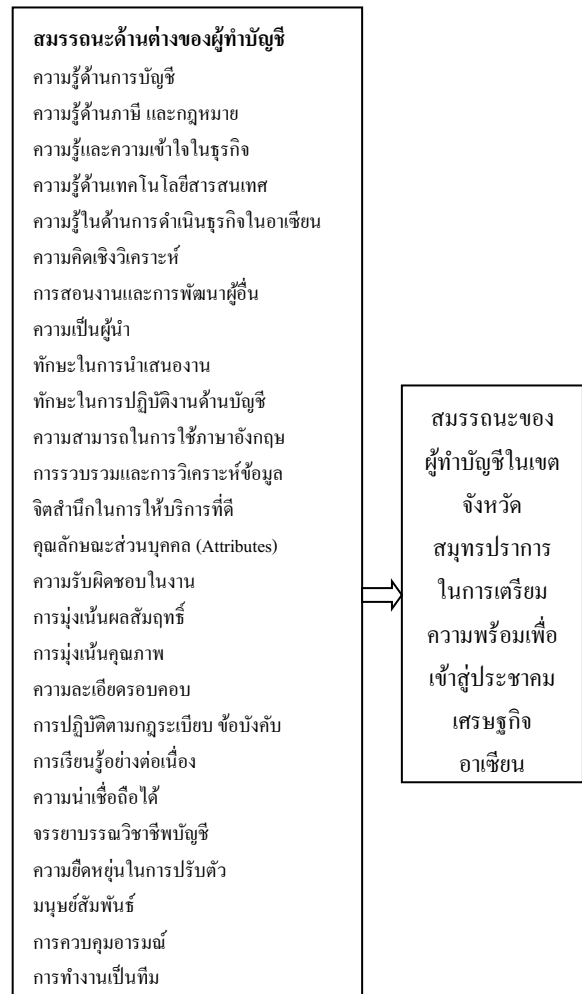 สมรรถนะด้านต่างของผู้ทำบัญชี
ความรู้ด้านการบัญชี
ความรู้ด้านภาษี และกฎหมาย
ความรู้และความเข้าใจในธุรกิจ
ความรู้ด้านเทคโนโลยีสารสนเทศ
ความรู้ในด้านการดำเนินธุรกิจในอาเซียน
ความคิดเชิงวิเคราะห์
การสอนงานและการพัฒนาผู้อื่น
ความเป็นผู้นำ
ทักษะในการนำเสนองาน
ทักษะในการปฏิบัติงานด้านบัญชี
ความสามารถในการใช้ภาษาอังกฤษ
การรวบรวมและการวิเคราะห์ข้อมูล
จิตสำนึกในการให้บริการที่ดี
คุณลักษณะส่วนบุคคล (Attributes)
ความรับผิดชอบในงาน
การมุ่งเน้นผลสัมฤทธิ์
การมุ่งเน้นคุณภาพ
ความละเอียดรอบคอบ
การปฏิบัติตามกฎระเบียบ ข้อบังคับ
การเรียนรู้อย่างต่อเนื่อง
ความน่าเชื่อถือได้
จรรยาบรรณวิชาชีพบัญชี
ความยืดหยุ่นในการปรับตัว
มนุษย์สัมพันธ์
การควบคุมอารมณ์
การทำงานเป็นทีม
สมรรถนะของ
ผู้ทำบัญชีในเขต
จังหวัด
สมุทรปราการ
ในการเตรียม
ความพร้อมเพื่อ
เข้าสู่ประชาคม
เศรษฐกิจ
อาเซียน